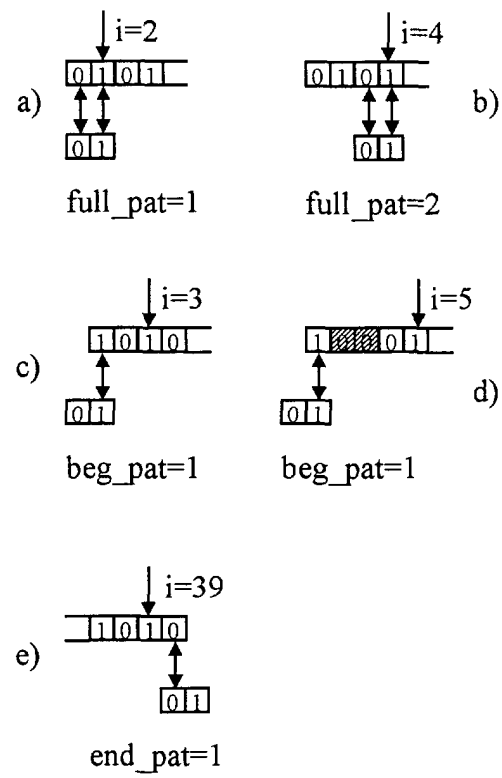 i=2
i=4
0 1 0 1
0 1 0 1
a)
b)
0 1
0 1
full_pat=1
full_pat=2
i=3
i=5
1 0 1 0
1 0 0 0 1
c)
d)
0 1
0 1
beg_pat=1
beg_pat=1
i=39
1 0 1 0
e)
0 1
end_pat=1